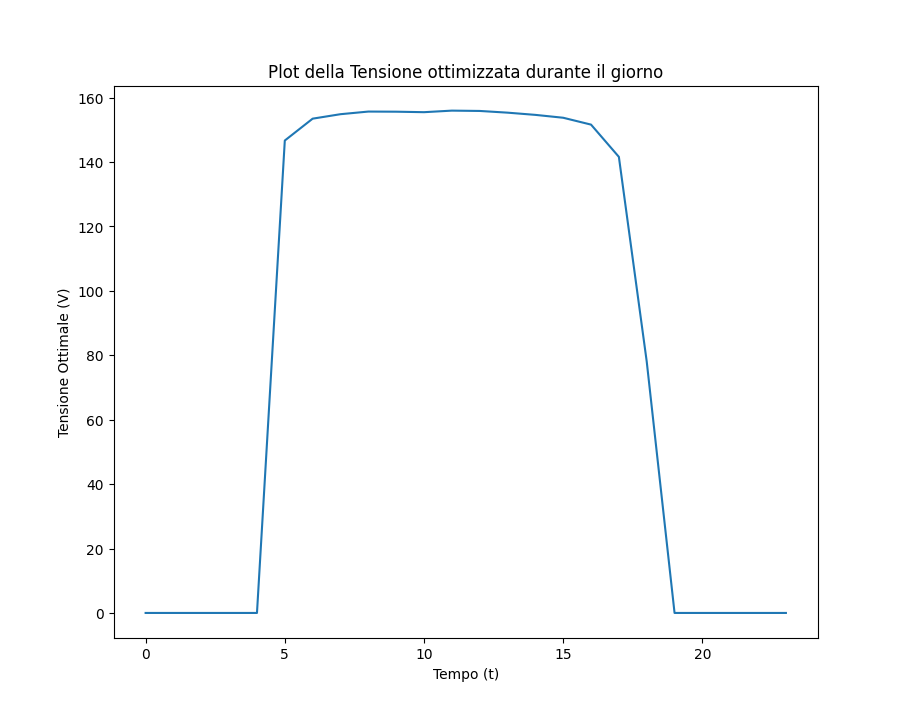 Plot della Tensione ottimizzata durante il giorno
160
140
120
100
80
60
40
20
0
Tensione Ottimale (V)
0 5 10 15 20
Tempo (t)